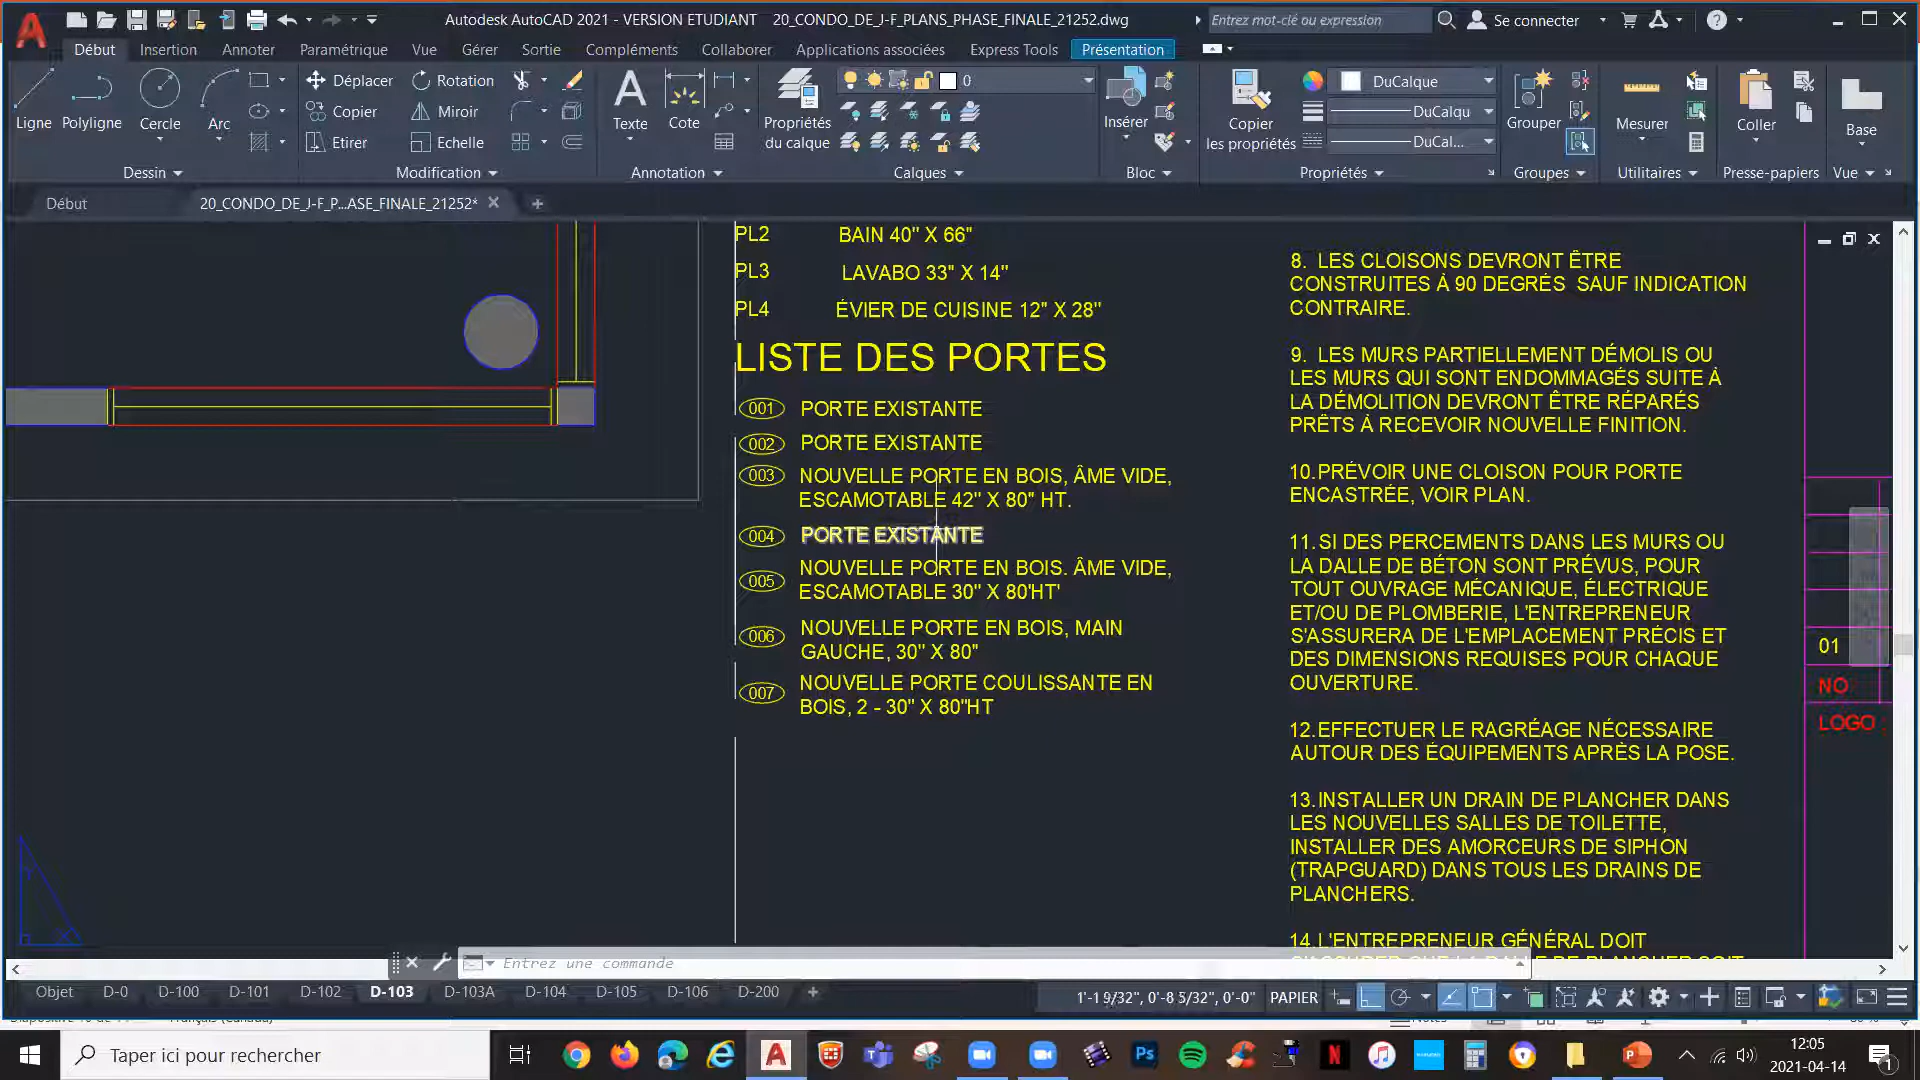 Autodesk AutoCAD 2021 - VERSION ETUDIANT 20_CONDO_DE_J-F_PLANS_PHASE_FINALE_21252.dwg
Entrez mot-clé ou expression
Se connecter
Début Insertion Annoter Paramétrique Vue Gérer Sortie Compléments Collaborer Applications associées Express Tools Présentation
Ligne Polyligne Cercle Arc
Déplacer Rotation
Copier Miroir
Etirer Echelle
Texte Cote
Propriétés du calque
0
Insérer
Copier les propriétés
DuCalque
DuCalqu
DuCal...
Grouper Mesurer Coller Base
Dessin Modification Annotation Calques Bloc Propriétés Groupes Utilitaires Presse-papiers Vue
Début 20_CONDO_DE_J-F_P...ASE_FINALE_21252*
PL2 BAIN 40" X 66"
PL3 LAVABO 33" X 14"
PL4 ÉVIER DE CUISINE 12" X 28"
LISTE DES PORTES
001 PORTE EXISTANTE
002 PORTE EXISTANTE
003 NOUVELLE PORTE EN BOIS, ÂME VIDE,
ESCAMOTABLE 42" X 80" HT.
004 PORTE EXISTANTE
005 NOUVELLE PORTE EN BOIS. ÂME VIDE,
ESCAMOTABLE 30" X 80'HT'
006 NOUVELLE PORTE EN BOIS, MAIN
GAUCHE, 30" X 80"
007 NOUVELLE PORTE COULISSANTE EN
BOIS, 2 - 30" X 80"HT
8. LES CLOISONS DEVRONT ÊTRE
CONSTRUITES À 90 DEGRÉS SAUF INDICATION
CONTRAIRE.
9. LES MURS PARTIELLEMENT DÉMOLIS OU
LES MURS QUI SONT ENDOMMAGÉS SUITE À
LA DÉMOLITION DEVRONT ÊTRE RÉPARÉS
PRÊTS À RECEVOIR NOUVELLE FINITION.
10.PRÉVOIR UNE CLOISON POUR PORTE
ENCASTRÉE, VOIR PLAN.
11.SI DES PERCEMENTS DANS LES MURS OU
LA DALLE DE BÉTON SONT PRÉVUS, POUR
TOUT OUVRAGE MÉCANIQUE, ÉLECTRIQUE
ET/OU DE PLOMBERIE, L'ENTREPRENEUR
S'ASSURERA DE L'EMPLACEMENT PRÉCIS ET
DES DIMENSIONS REQUISES POUR CHAQUE
OUVERTURE.
12.EFFECTUER LE RAGRÉAGE NÉCESSAIRE
AUTOUR DES ÉQUIPEMENTS APRÈS LA POSE.
13.INSTALLER UN DRAIN DE PLANCHER DANS
LES NOUVELLES SALLES DE TOILETTE,
INSTALLER DES AMORCEURS DE SIPHON
(TRAPGUARD) DANS TOUS LES DRAINS DE
PLANCHERS.
14.L'ENTREPRENEUR GÉNÉRAL DOIT
01
NO
LOGO
Entrez une commande
Objet D-0 D-100 D-101 D-102 D-103 D-103A D-104 D-105 D-106 D-200
1'-1 9/32", 0'-8 5/32", 0'-0" PAPIER
Taper ici pour rechercher
12:05
2021-04-14